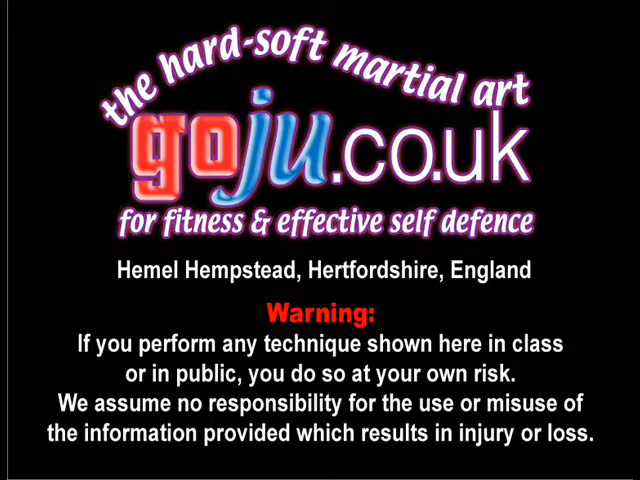 the hard-soft martial art
goju.co.uk
for fitness & effective self defence
Hemel Hempstead, Hertfordshire, England
Warning:
If you perform any technique shown here in class
or in public, you do so at your own risk.
We assume no responsibility for the use or misuse of
the information provided which results in injury or loss.